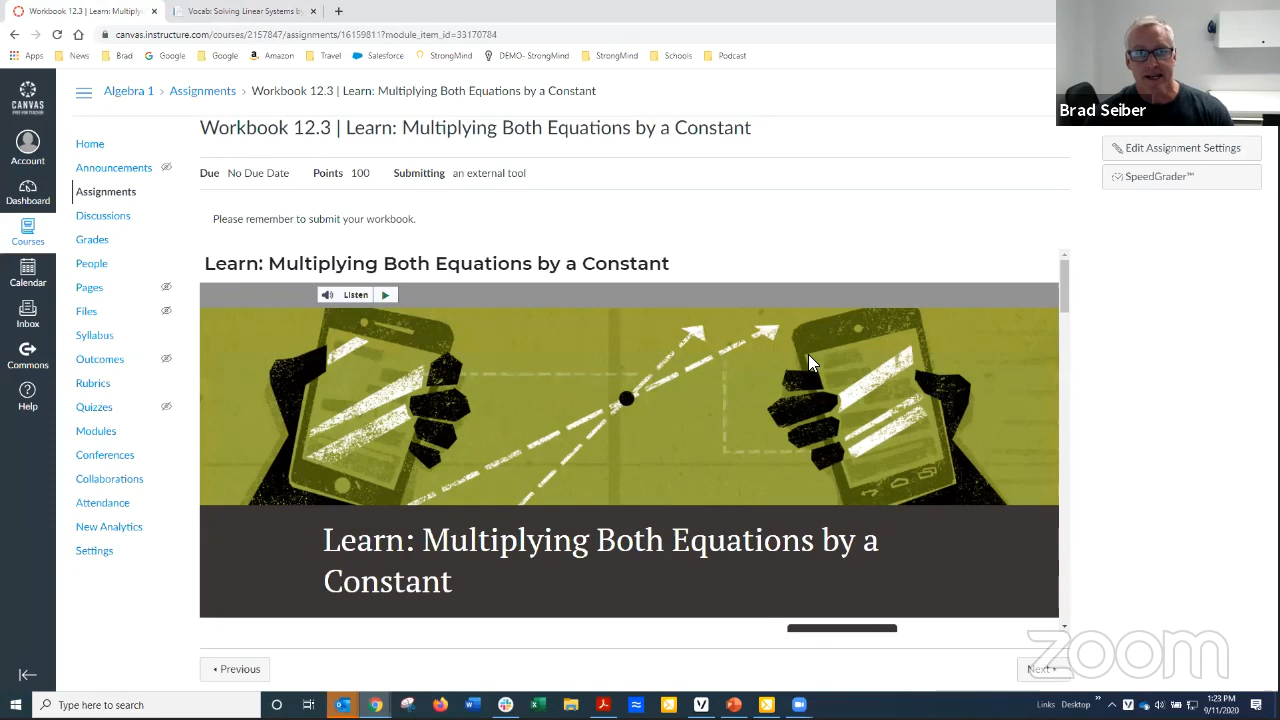 Workbook 12.3 | Learn: Multiplyin
Vocab: Solving Linear Systems by
canvas.instructure.com/courses/2157847/assignments/16159811?module_item_id=33170784
Apps
News
Brad
Google
Google
Amazon
Travel
Salesforce
StrongMind
DEMO- StrongMind
StrongMind
Schools
Podcast
Brad Seiber
CANVAS
Account
Dashboard
Courses
Calendar
Inbox
Commons
Help
Algebra 1 › Assignments › Workbook 12.3 | Learn: Multiplying Both Equations by a Constant
Home
Announcements
Assignments
Discussions
Grades
People
Pages
Files
Syllabus
Outcomes
Rubrics
Quizzes
Modules
Conferences
Collaborations
Attendance
New Analytics
Settings
Workbook 12.3 | Learn: Multiplying Both Equations by a Constant
Due No Due Date Points 100 Submitting an external tool
Please remember to submit your workbook.
Learn: Multiplying Both Equations by a Constant
Listen
Learn: Multiplying Both Equations by a
Constant
Previous
Next
Edit Assignment Settings
SpeedGrader™
zoom
Type here to search
Links Desktop
1:23 PM
9/11/2020